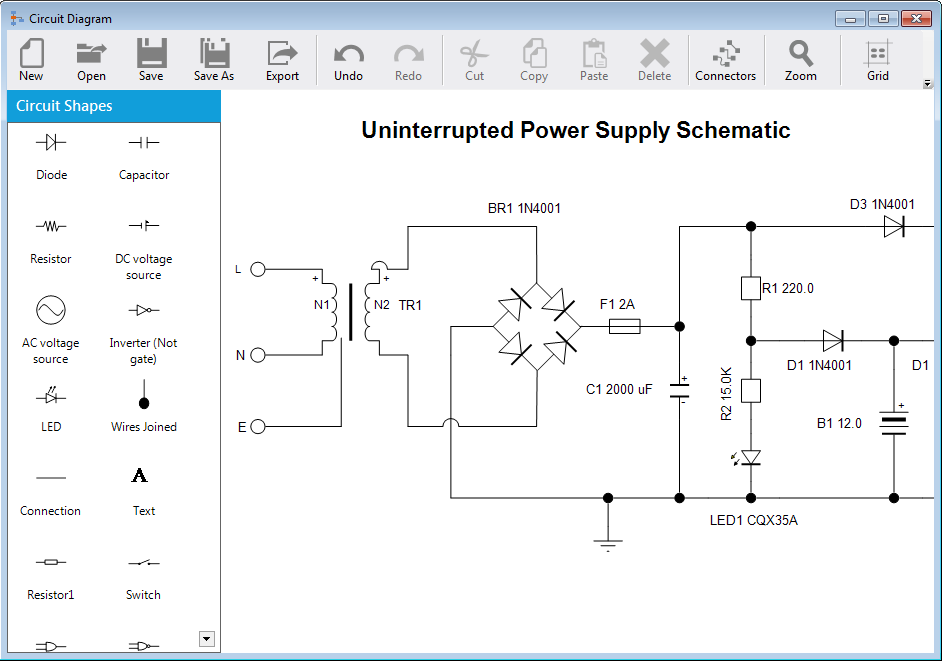 Circuit Diagram
New Open Save Save As Export Undo Redo Cut Copy Paste Delete Connectors Zoom Grid
Circuit Shapes
Diode Capacitor
Resistor DC voltage
source
AC voltage Inverter (Not
source gate)
LED Wires Joined
A
Connection Text
Resistor1 Switch
Uninterrupted Power Supply Schematic
BR1 1N4001
D3 1N4001
L
+ +
N1 N2 TR1
F1 2A
R1 220.0
N
D1 1N4001
D1
C1 2000 uF
+
-
R2 15.0K
+
B1 12.0
E
LED1 CQX35A